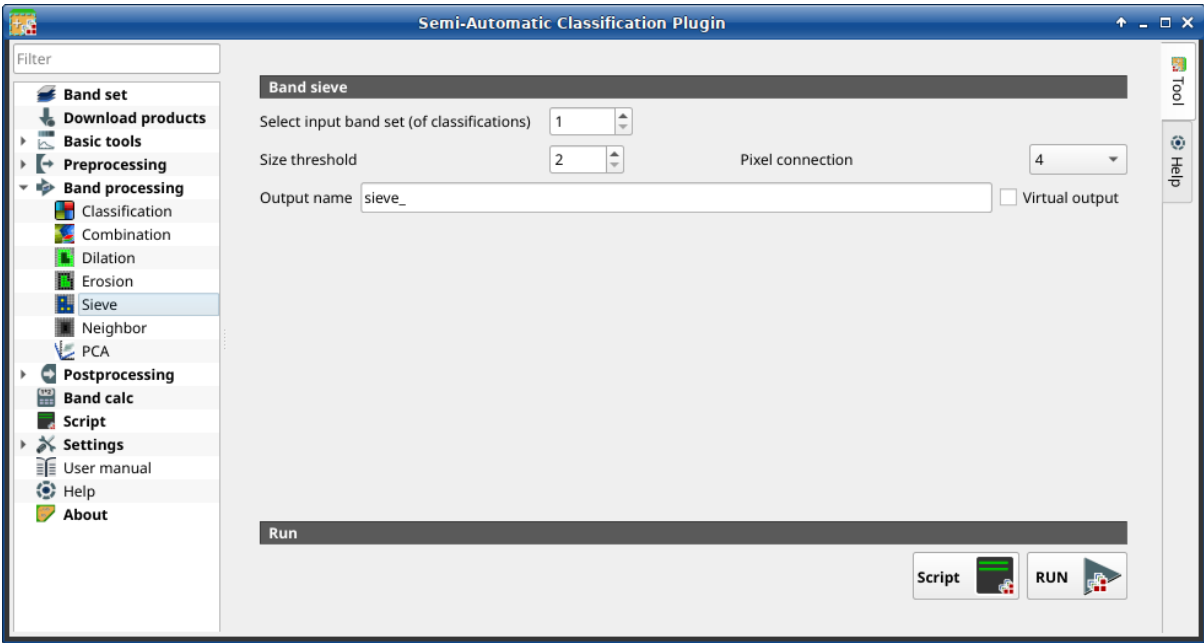 Semi-Automatic Classification Plugin
Filter
Band set
Download products
Basic tools
Preprocessing
Band processing
Classification
Combination
Dilation
Erosion
Sieve
Neighbor
PCA
Postprocessing
Band calc
Script
Settings
User manual
Help
About
Band sieve
Select input band set (of classifications) 1
Size threshold 2 Pixel connection 4
Output name sieve_ Virtual output
Run
Script RUN
Tool
Help